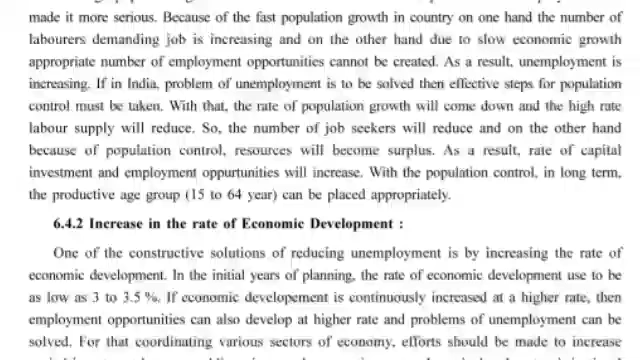 made it more serious. Because of the fast population growth in country on one hand the number of
labourers demanding job is increasing and on the other hand due to slow economic growth
appropriate number of employment opportunities cannot be created. As a result, unemployment is
increasing. If in India, problem of unemployment is to be solved then effective steps for population
control must be taken. With that, the rate of population growth will come down and the high rate
labour supply will reduce. So, the number of job seekers will reduce and on the other hand
because of population control, resources will become surplus. As a result, rate of capital
investment and employment oppurtunities will increase. With the population control, in long term,
the productive age group (15 to 64 year) can be placed appropriately.
6.4.2 Increase in the rate of Economic Development :
One of the constructive solutions of reducing unemployment is by increasing the rate of
economic development. In the initial years of planning, the rate of economic development use to be
as low as 3 to 3.5 %. If economic developement is continuously increased at a higher rate, then
employment opportunities can also develop at higher rate and problems of unemployment can be
solved. For that coordinating various sectors of economy, efforts should be made to increase